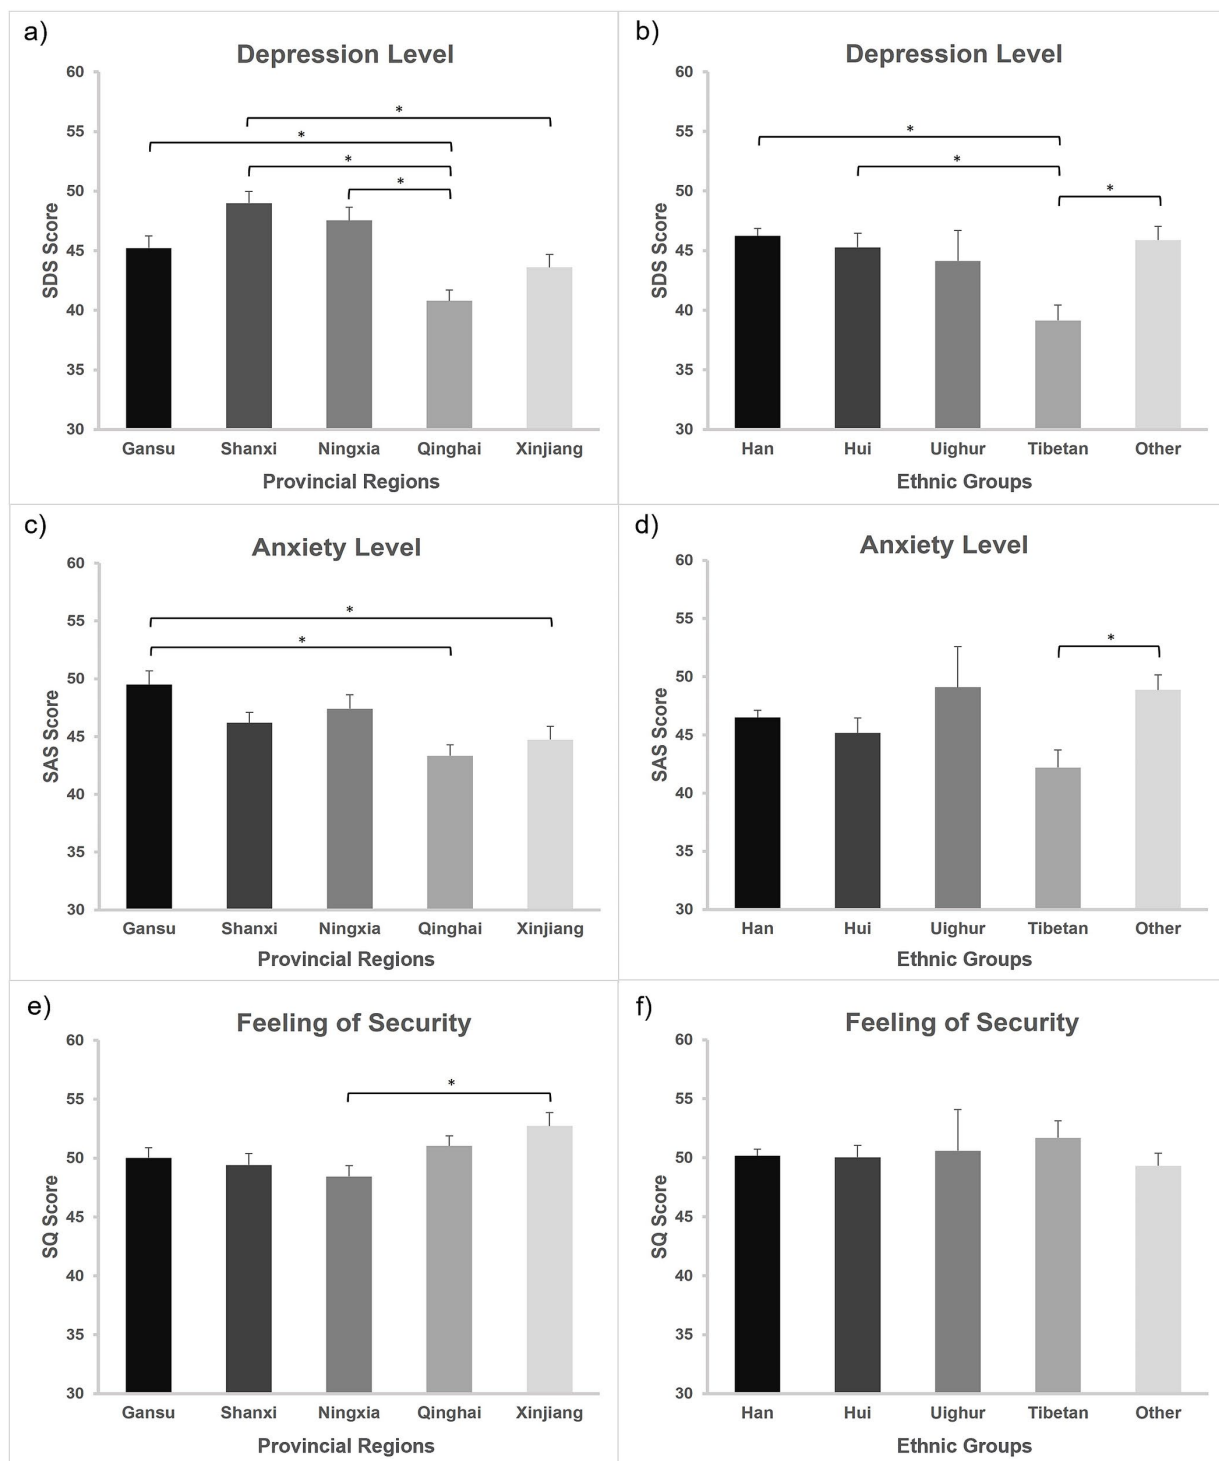 a)
Depression Level
*
*
*
*
60
55
50
45
40
35
30
SDS Score
Gansu Shanxi Ningxia Qinghai Xinjiang
Provincial Regions
b)
Depression Level
*
*
*
60
55
50
45
40
35
30
SDS Score
Han Hui Uighur Tibetan Other
Ethnic Groups
c)
Anxiety Level
*
*
60
55
50
45
40
35
30
SAS Score
Gansu Shanxi Ningxia Qinghai Xinjiang
Provincial Regions
d)
Anxiety Level
*
60
55
50
45
40
35
30
SAS Score
Han Hui Uighur Tibetan Other
Ethnic Groups
e)
Feeling of Security
*
60
55
50
45
40
35
30
SQ Score
Gansu Shanxi Ningxia Qinghai Xinjiang
Provincial Regions
f)
Feeling of Security
60
55
50
45
40
35
30
SQ Score
Han Hui Uighur Tibetan Other
Ethnic Groups